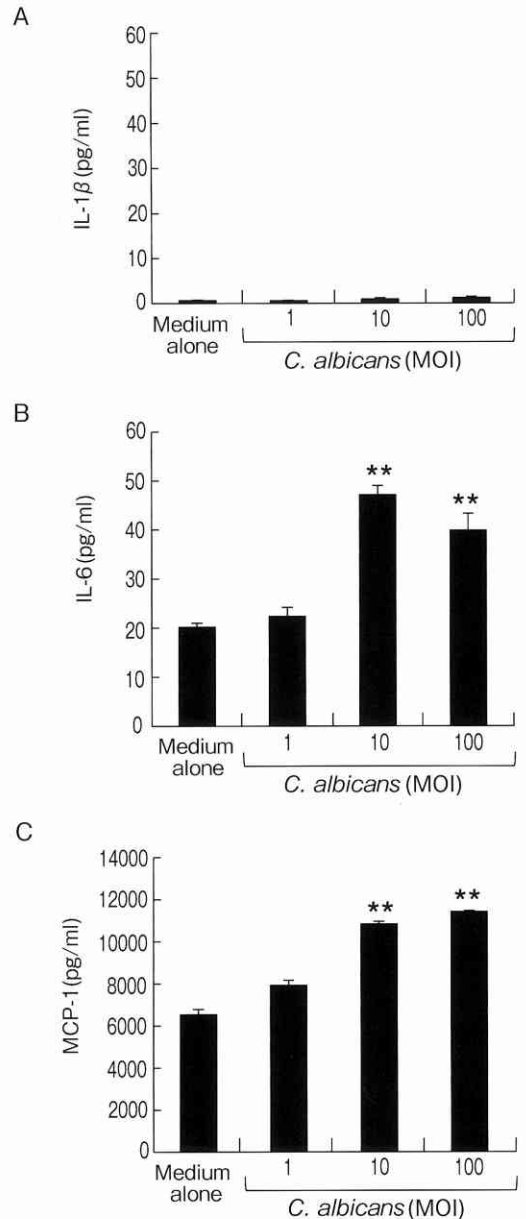 A
IL-1β (pg/ml)
60
50
40
30
20
10
0
Medium alone
1
10
100
C. albicans (MOI)
B
IL-6 (pg/ml)
60
50
40
30
20
10
0
**
**
Medium alone
1
10
100
C. albicans (MOI)
C
MCP-1(pg/ml)
14000
12000
10000
8000
6000
4000
2000
0
**
**
Medium alone
1
10
100
C. albicans (MOI)